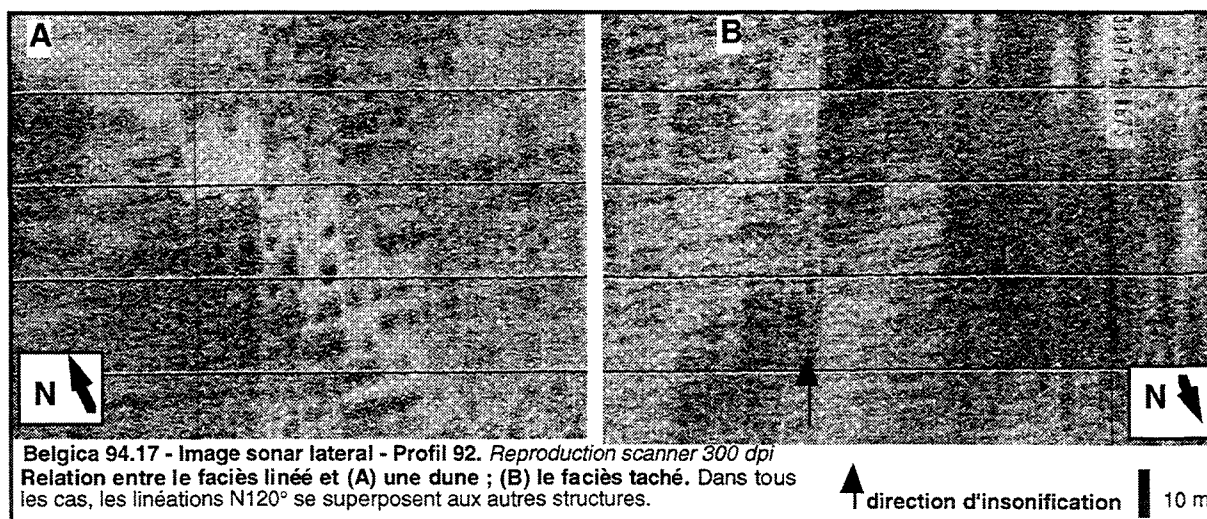 A
B
N
N
Belgica 94.17 - Image sonar lateral - Profil 92. Reproduction scanner 300 dpi
Relation entre le faciès linéé et (A) une dune ; (B) le faciès taché. Dans tous
les cas, les linéations N120° se superposent aux autres structures.
direction d'insonification
10 m